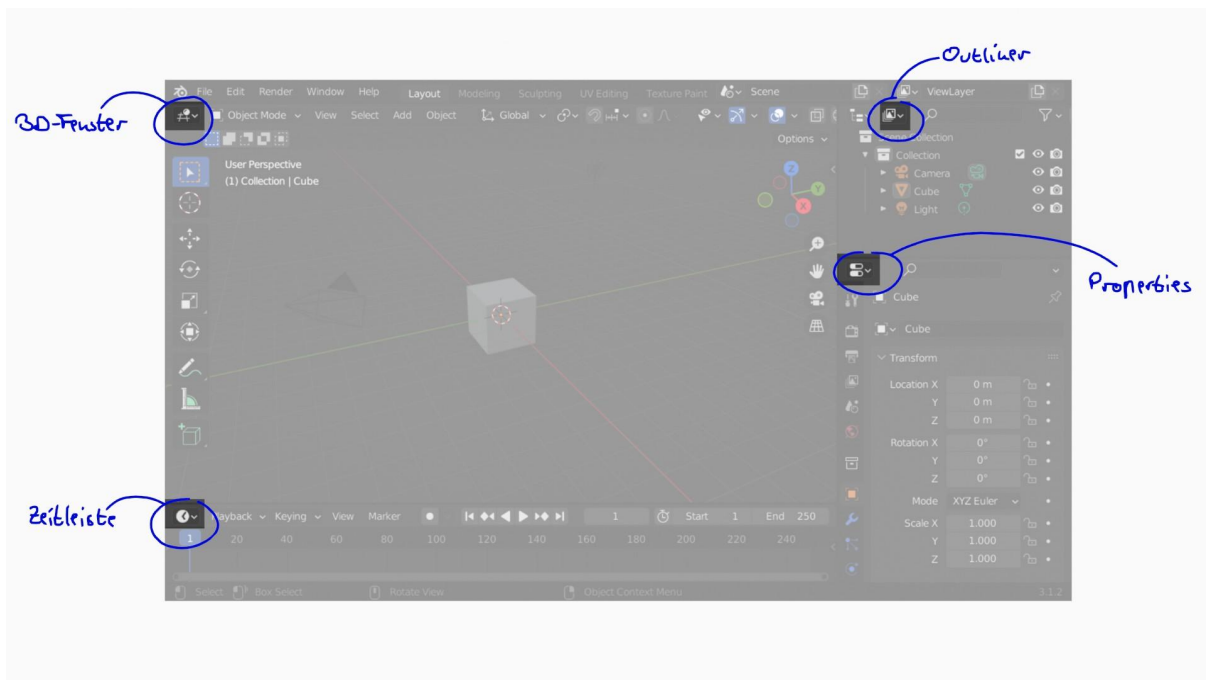 Outliner
3D-Fenster
File Edit Render Window Help Layout Modeling Sculpting UV Editing Texture Paint Scene ViewLayer
Object Mode View Select Add Object Global
Options
Scene Collection
User Perspective
Collection
(1) Collection | Cube
Camera
Cube
Light
Z
Y
X
Properties
Cube
Cube
Transform
Location X 0 m
Y 0 m
Z 0 m
Rotation X 0°
Y 0°
Z 0°
Mode XYZ Euler
Zeitleiste
Playback Keying View Marker 1 Start 1 End 250
Scale X 1.000
1 20 40 60 80 100 120 140 160 180 200 220 240
Y 1.000
Z 1.000
Select Box Select Rotate View Object Context Menu 3.1.2